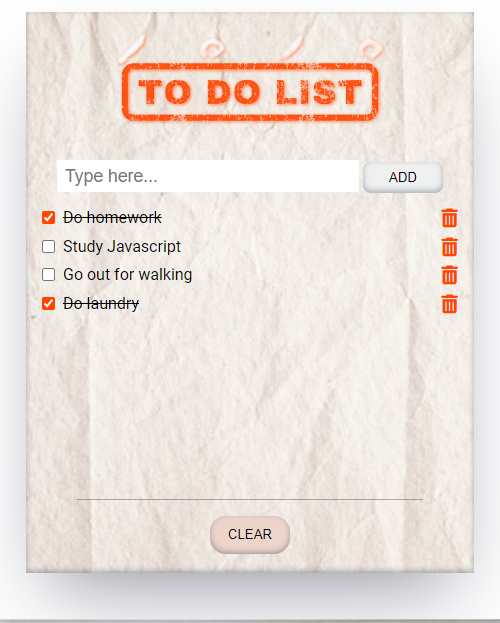 TO DO LIST
Type here...
ADD
Do homework
Study Javascript
Go out for walking
Do laundry
CLEAR